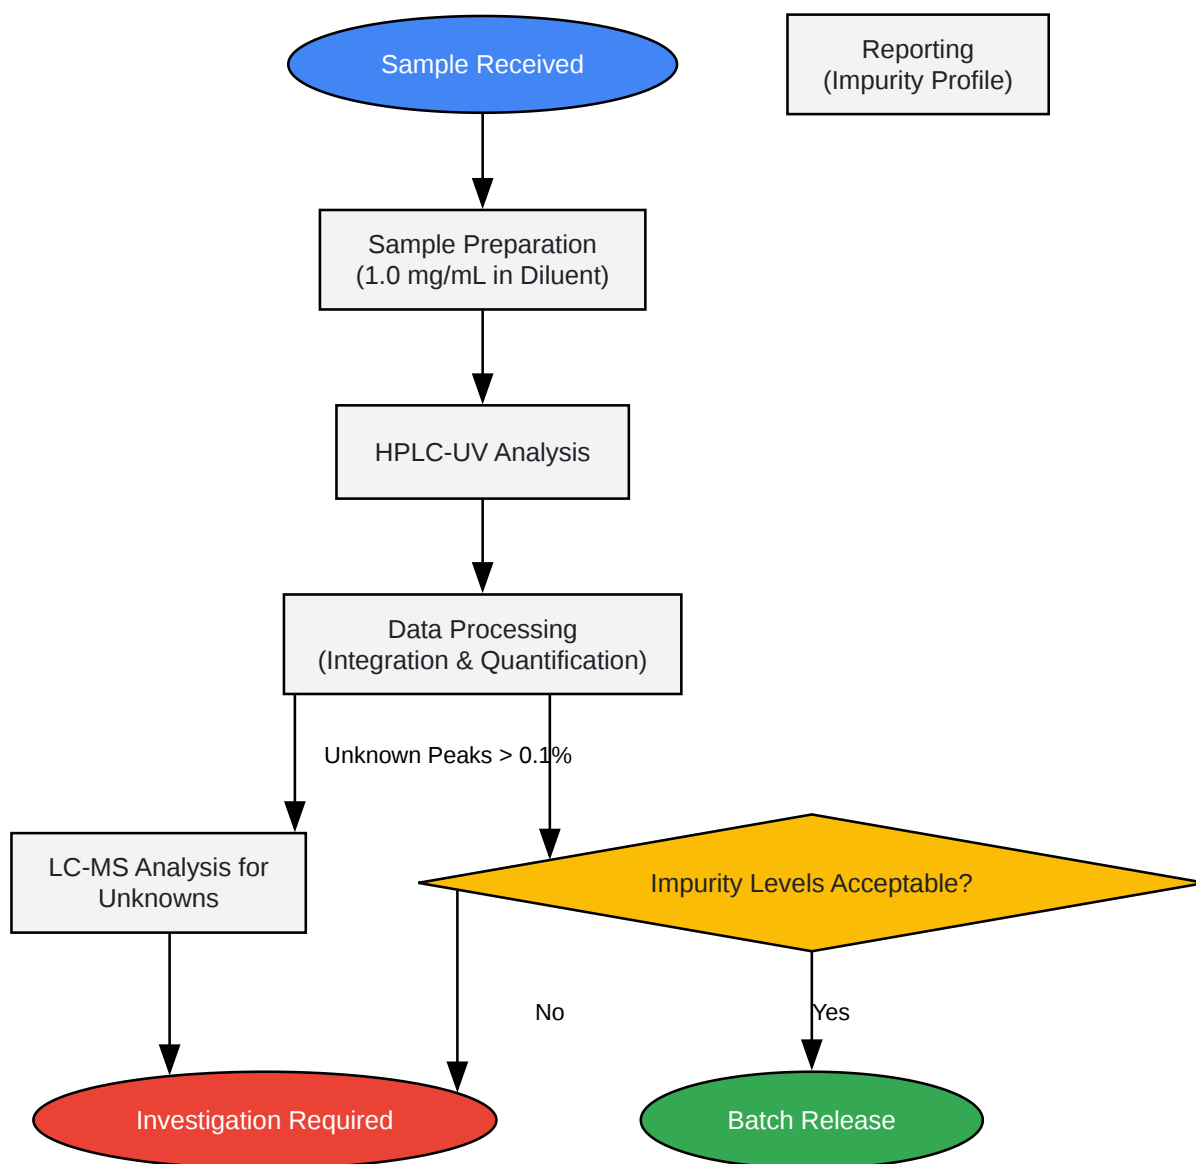 Sample Received
Reporting
(Impurity Profile)
Sample Preparation
(1.0 mg/mL in Diluent)
HPLC-UV Analysis
Data Processing
(Integration & Quantification)
Unknown Peaks > 0.1%
LC-MS Analysis for
Unknowns
Impurity Levels Acceptable?
No
Yes
Investigation Required
Batch Release